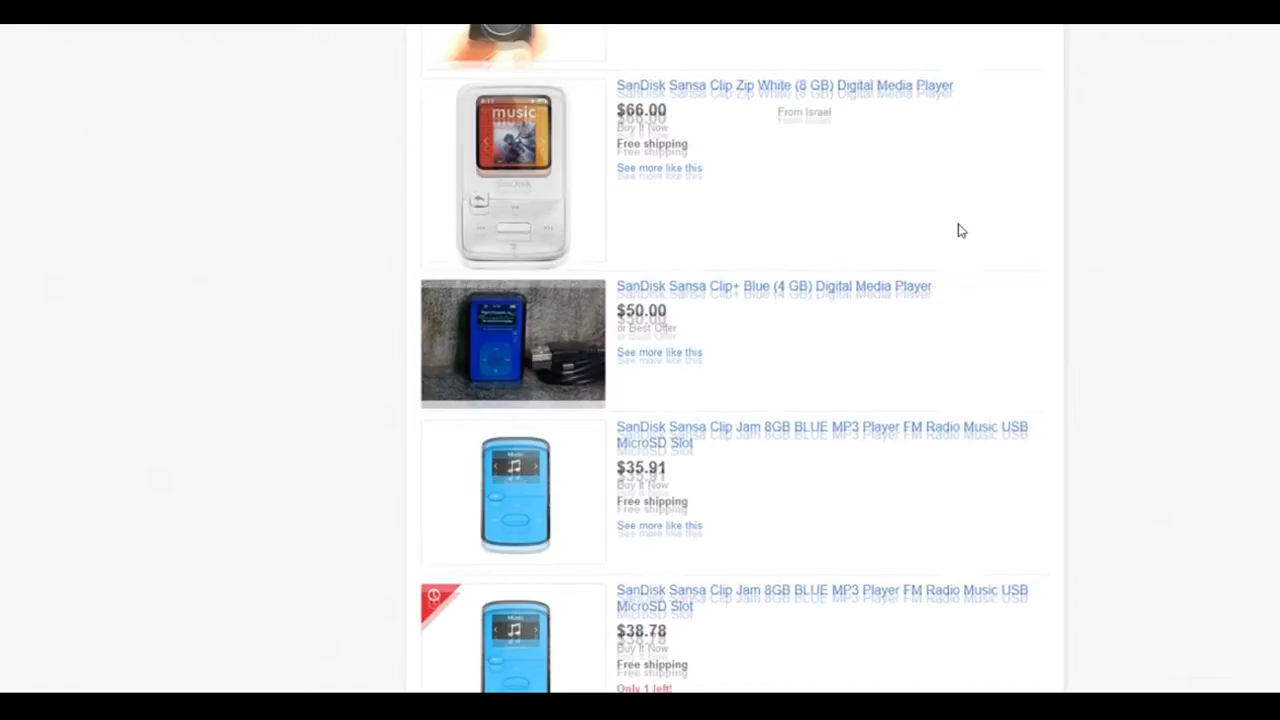 SanDisk Sansa Clip Zip White (8 GB) Digital Media Player
$66.00
From Israel
Buy It Now
Free shipping
See more like this
music
SanDisk
SanDisk Sansa Clip+ Blue (4 GB) Digital Media Player
$50.00
or Best Offer
See more like this
SanDisk Sansa Clip Jam 8GB BLUE MP3 Player FM Radio Music USB
MicroSD Slot
$35.91
Buy It Now
Free shipping
See more like this
Music
SanDisk Sansa Clip Jam 8GB BLUE MP3 Player FM Radio Music USB
MicroSD Slot
$38.78
Buy It Now
Free shipping
Only 1 left!
Music